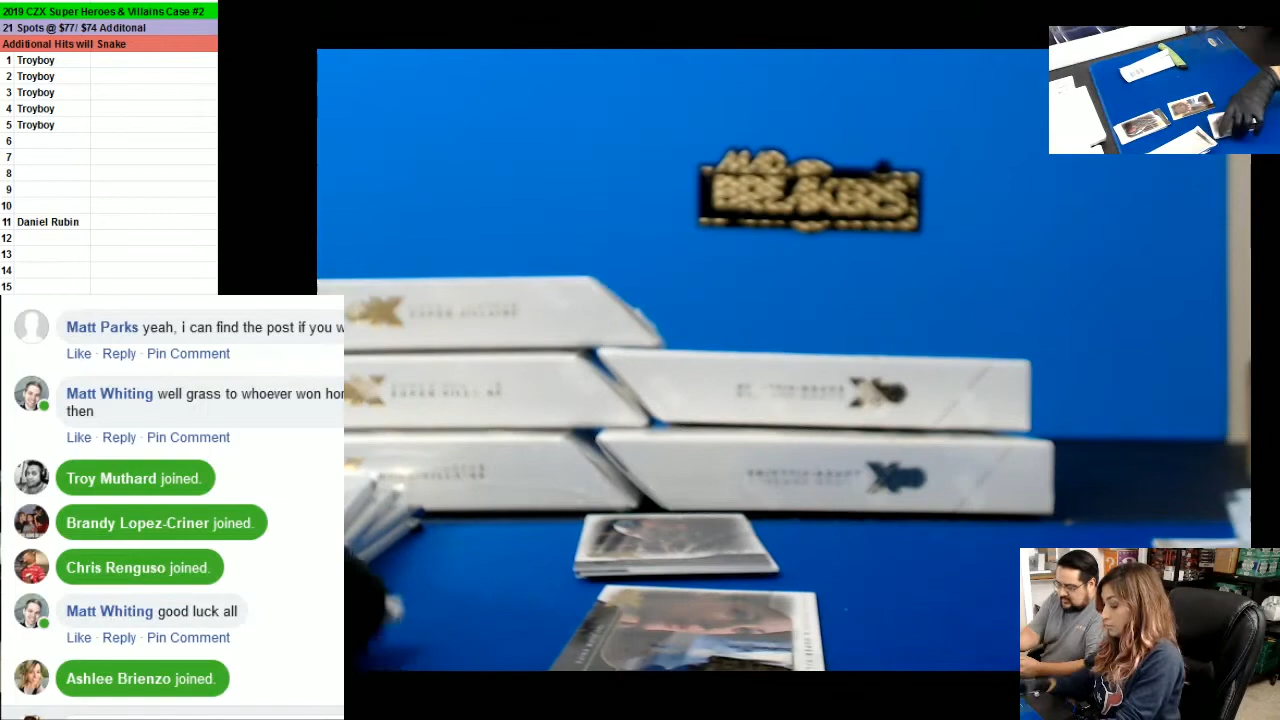 2019 CZX Super Heroes & Villains Case #2
21 Spots @ $77/ $74 Additonal
Additional Hits will Snake
1 Troyboy
2 Troyboy
3 Troyboy
4 Troyboy
5 Troyboy
6
7
8
9
10
11 Daniel Rubin
12
13
14
15
BREAKERS
Matt Parks yeah, i can find the post if you
Like · Reply · Pin Comment
Matt Whiting well grass to whoever won
then
Like · Reply · Pin Comment
Troy Muthard joined.
Brandy Lopez-Criner joined.
Chris Renguso joined.
Matt Whiting good luck all
Like · Reply · Pin Comment
Ashlee Brienzo joined.